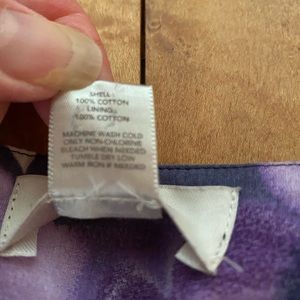 SHELL:
100% COTTON
LINING:
100% COTTON
MACHINE WASH COLD
ONLY NON-CHLORINE
BLEACH WHEN NEEDED
TUMBLE DRY LOW
WARM IRON IF NEEDED